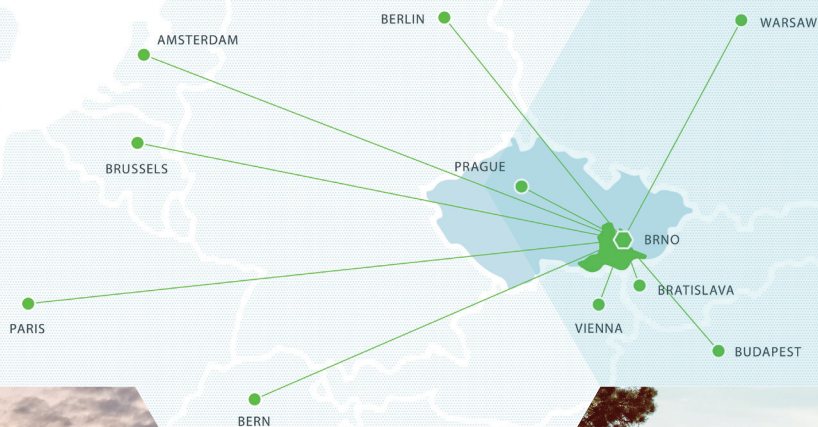 BERLIN
WARSAW
AMSTERDAM
PRAGUE
BRUSSELS
BRNO
BRATISLAVA
PARIS
VIENNA
BUDAPEST
BERN